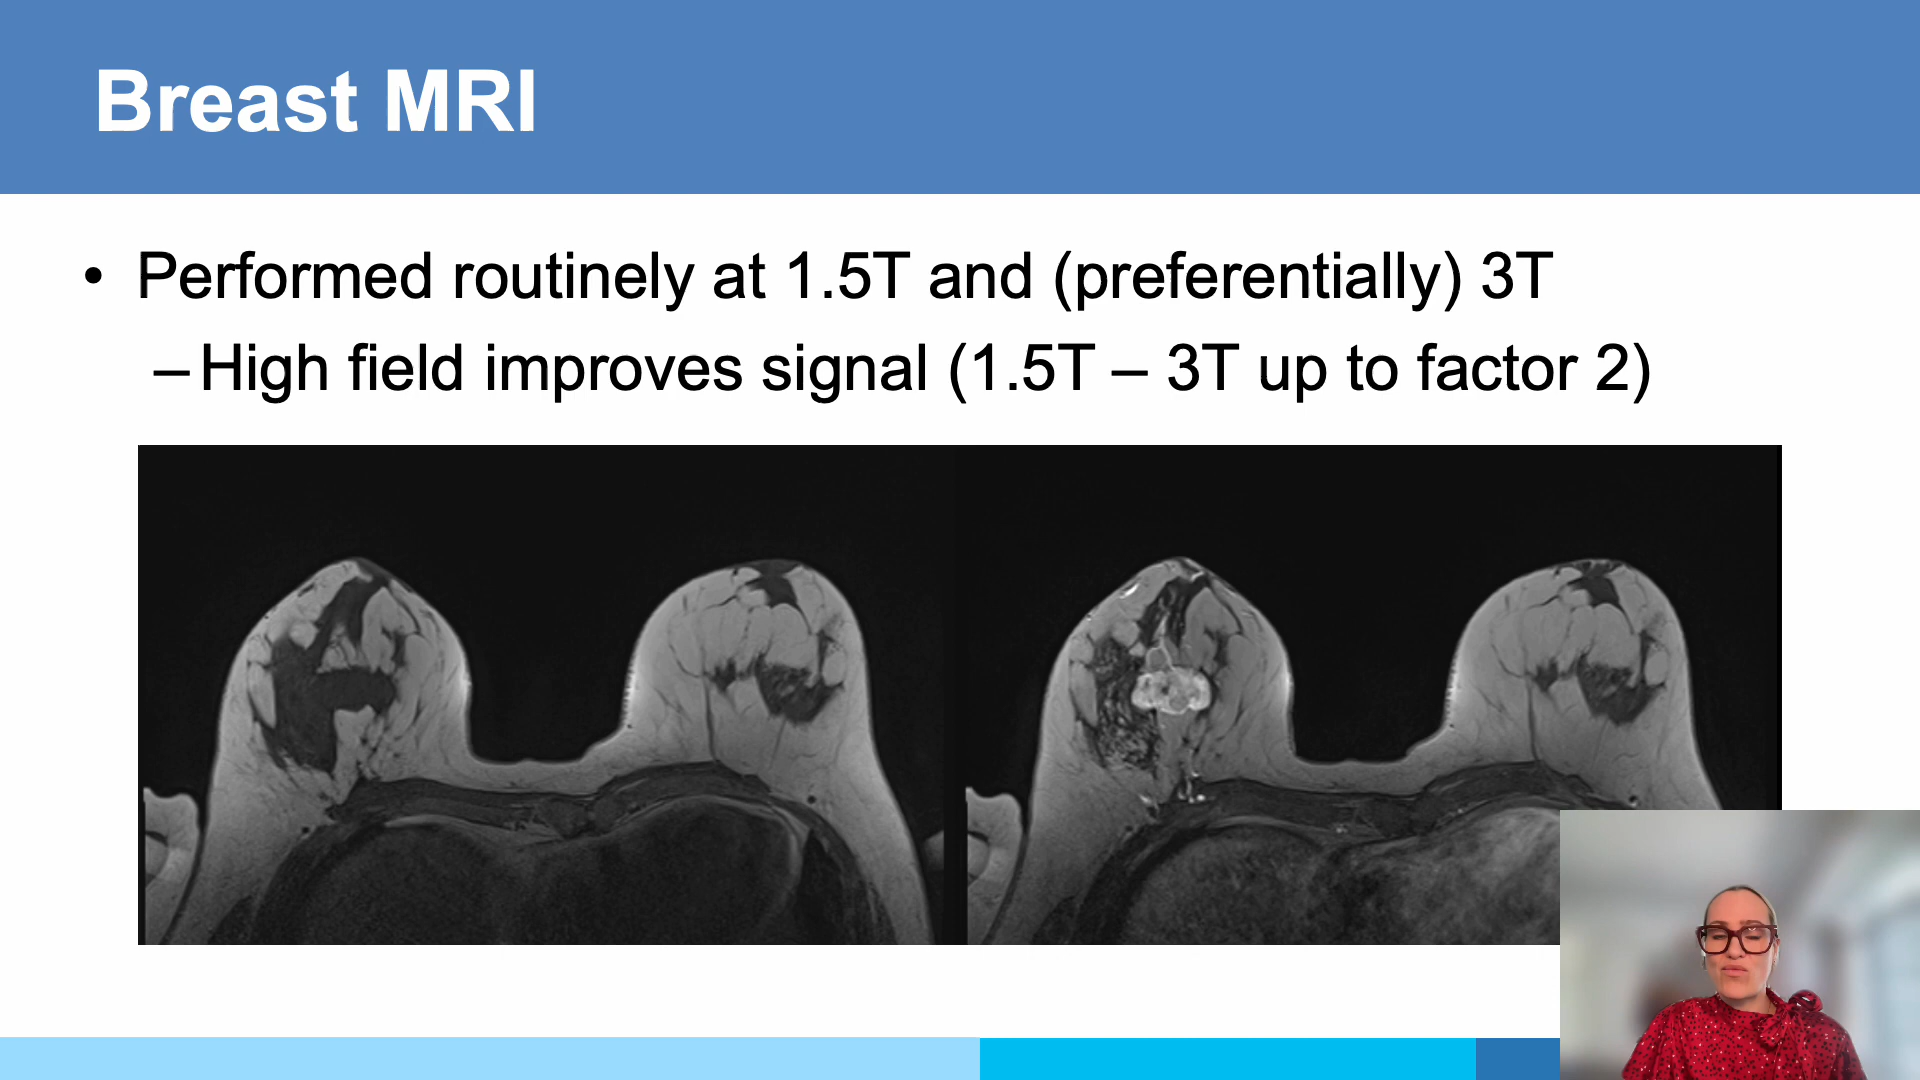 Breast MRI
• Performed routinely at 1.5T and (preferentially) 3T
– High field improves signal (1.5T – 3T up to factor 2)